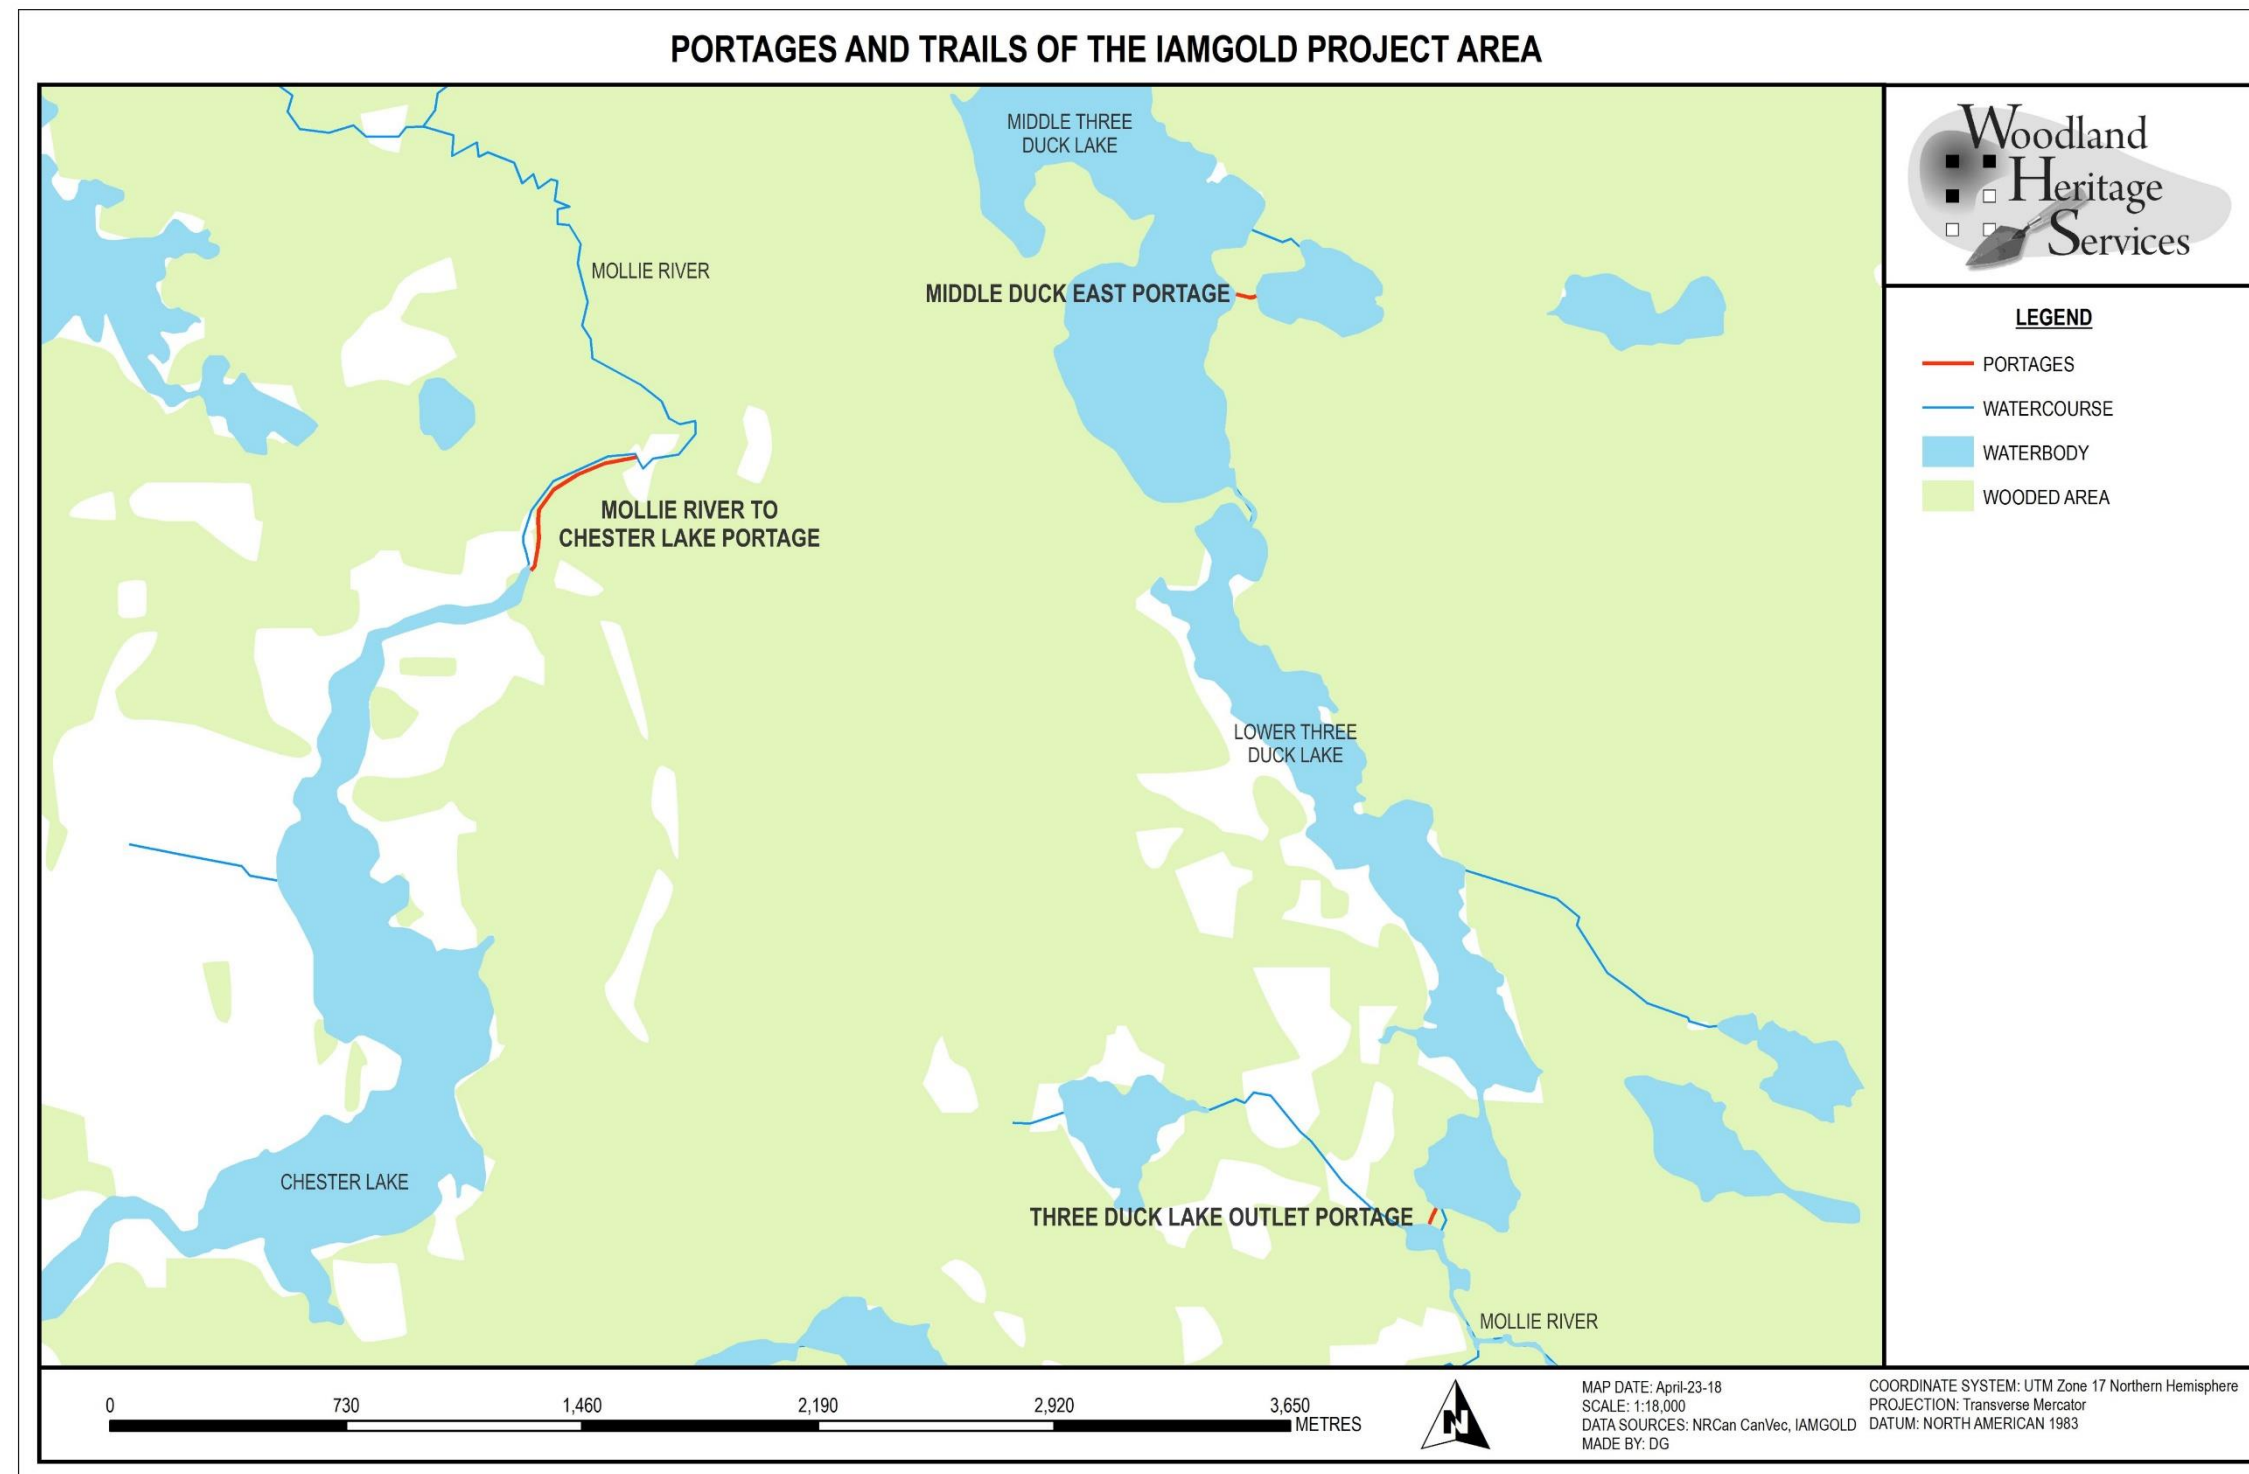 PORTAGES AND TRAILS OF THE IAMGOLD PROJECT AREA
Woodland
Heritage
Services
MIDDLE THREE
DUCK LAKE
MOLLIE RIVER
MIDDLE DUCK EAST PORTAGE
MOLLIE RIVER TO
CHESTER LAKE PORTAGE
LOWER THREE
DUCK LAKE
CHESTER LAKE
THREE DUCK LAKE OUTLET PORTAGE
MOLLIE RIVER
LEGEND
PORTAGES
WATERCOURSE
WATERBODY
WOODED AREA
0 730 1,460 2,190 2,920 3,650
METRES
N
MAP DATE: April-23-18
SCALE: 1:18,000
DATA SOURCES: NRCan CanVec, IAMGOLD
MADE BY: DG
COORDINATE SYSTEM: UTM Zone 17 Northern Hemisphere
PROJECTION: Transverse Mercator
DATUM: NORTH AMERICAN 1983